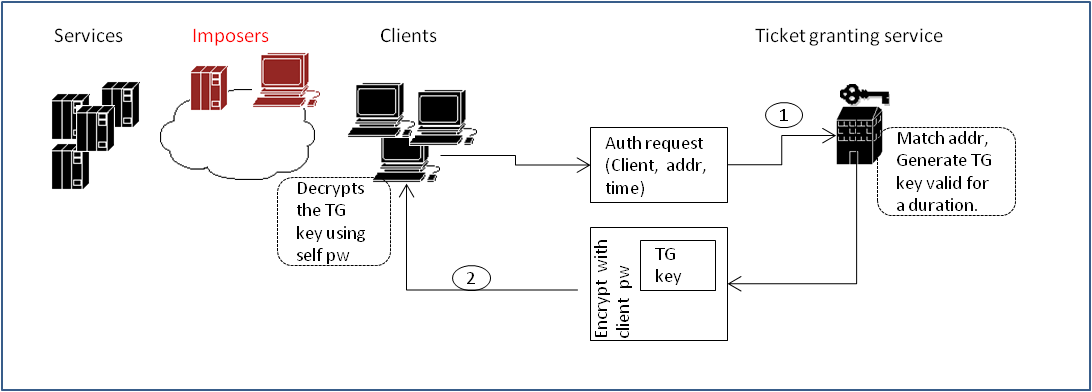 Services
Imposers
Clients
Ticket granting service
1
Auth request
(Client, addr,
time)
Match addr,
Generate TG
key valid for
a duration.
Decrypts
the TG
key using
self pw
2
Encrypt with
client pw
TG
key